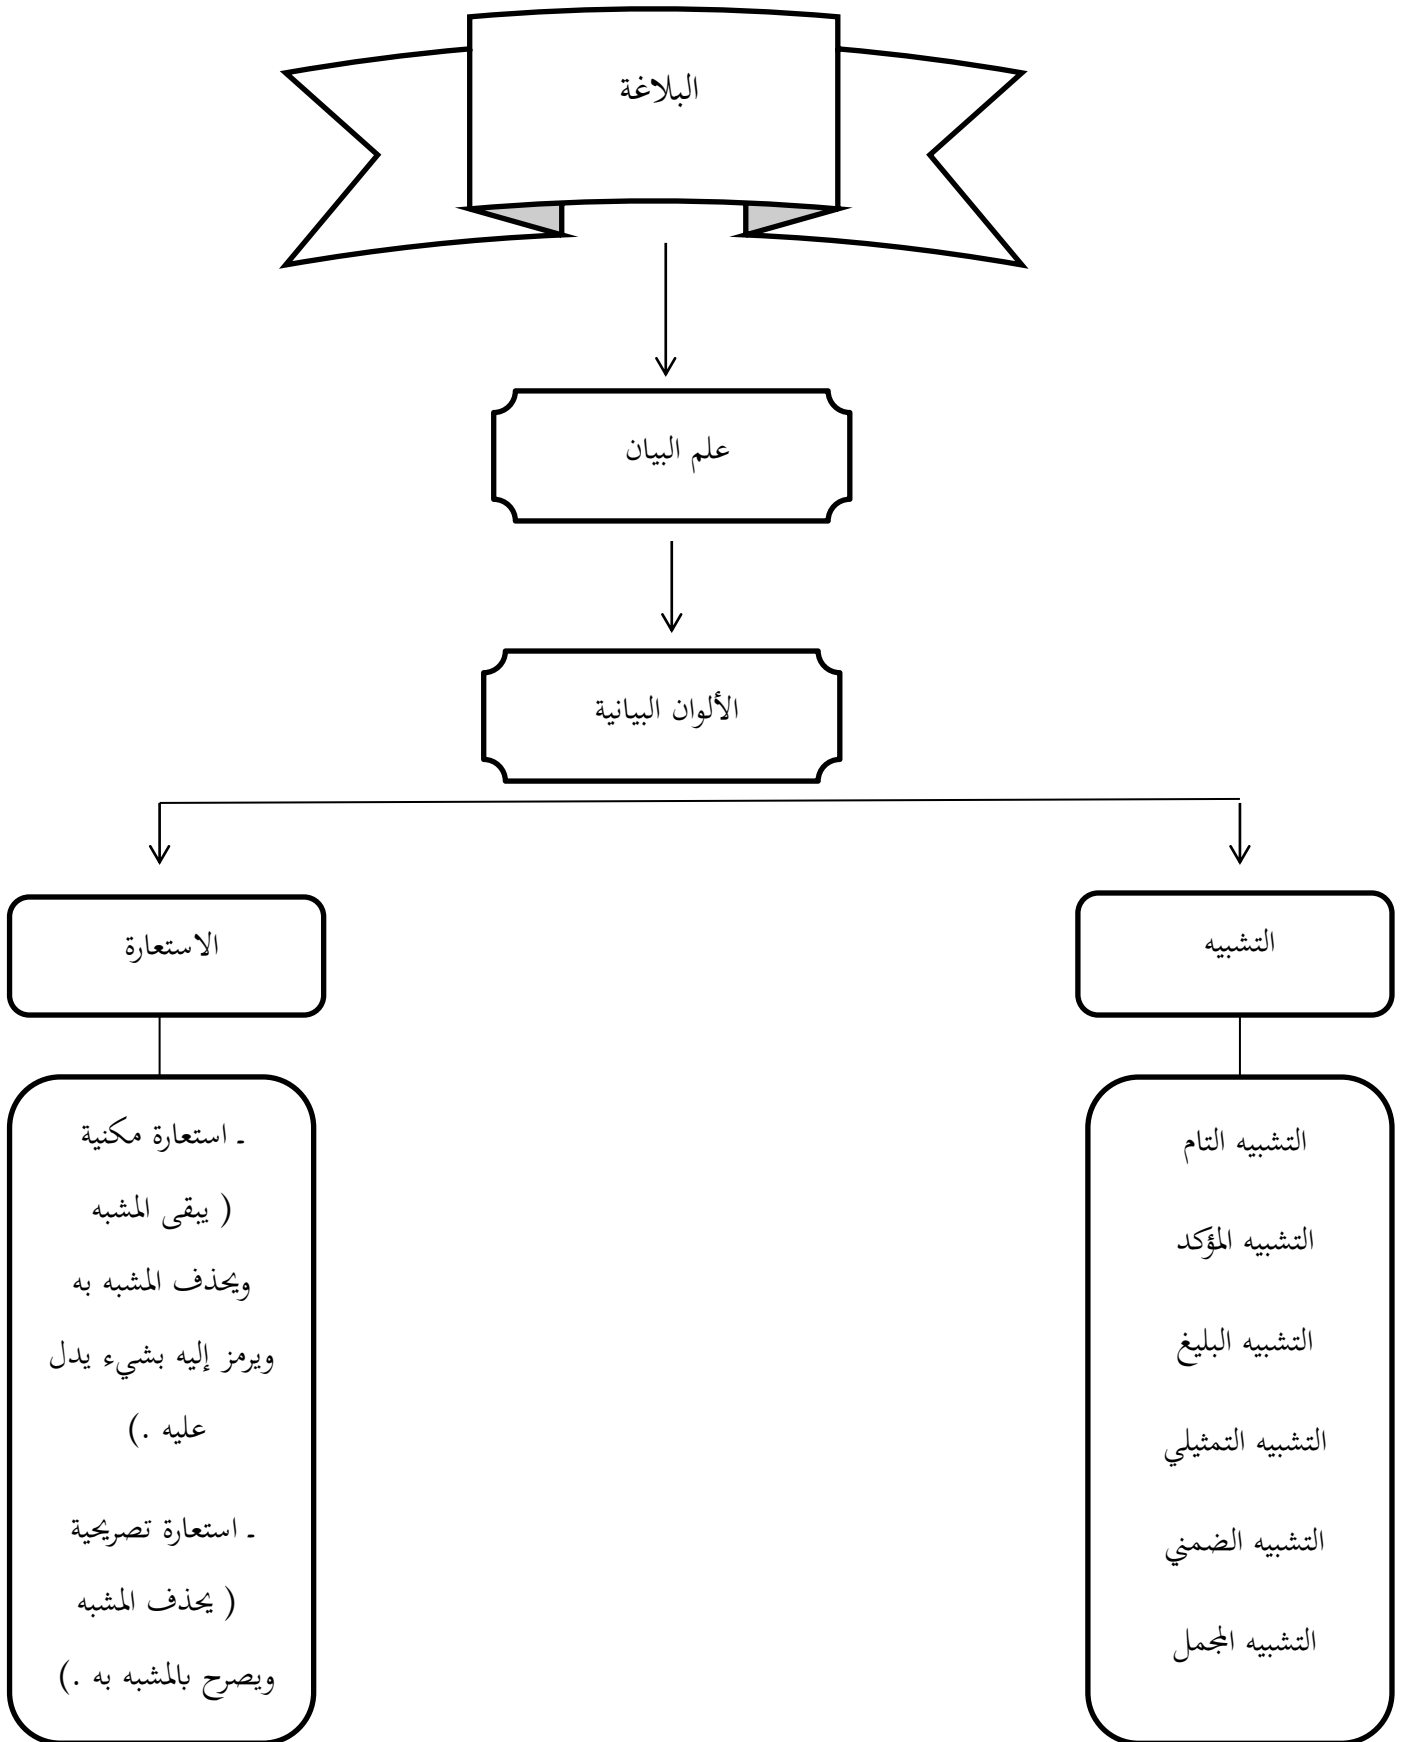 البلاغة
علم البيان
الألوان البيانية
التشبيه
التشبيه التام
التشبيه المؤكد
التشبيه البليغ
التشبيه التمثيلي
التشبيه الضمني
التشبيه المجمل
الاستعارة
ـ استعارة مكنية
( يبقى المشبه
ويحذف المشبه به
ويرمز إليه بشيء يدل
عليه .)
ـ استعارة تصريحية
( يحذف المشبه
ويصرح بالمشبه به .)